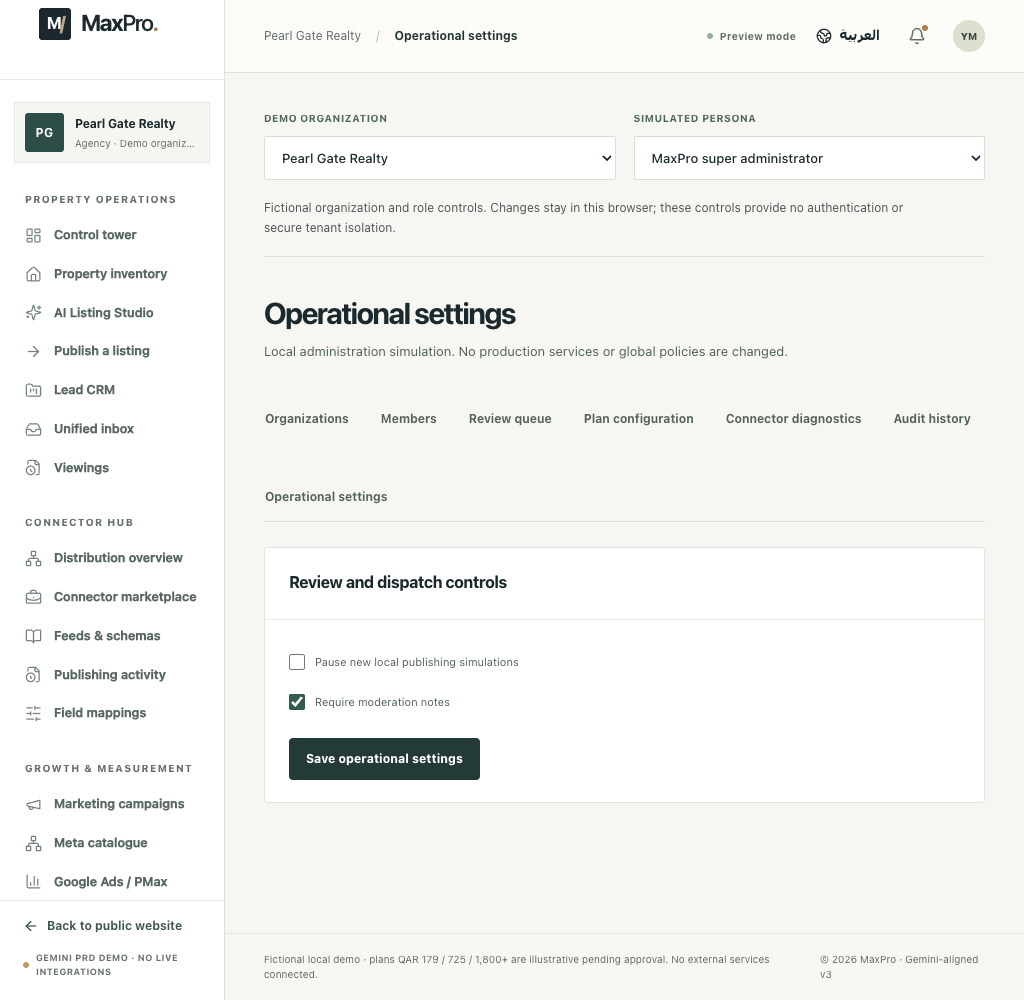 M/ MaxPro.
Pearl Gate Realty / Operational settings
Preview mode
العربية
YM
PG
Pearl Gate Realty
Agency · Demo organiz...
PROPERTY OPERATIONS
Control tower
Property inventory
AI Listing Studio
Publish a listing
Lead CRM
Unified inbox
Viewings
CONNECTOR HUB
Distribution overview
Connector marketplace
Feeds & schemas
Publishing activity
Field mappings
GROWTH & MEASUREMENT
Marketing campaigns
Meta catalogue
Google Ads / PMax
Back to public website
GEMINI PRD DEMO · NO LIVE
INTEGRATIONS
DEMO ORGANIZATION
Pearl Gate Realty
SIMULATED PERSONA
MaxPro super administrator
Fictional organization and role controls. Changes stay in this browser; these controls provide no authentication or
secure tenant isolation.
Operational settings
Local administration simulation. No production services or global policies are changed.
Organizations Members Review queue Plan configuration Connector diagnostics Audit history
Operational settings
Review and dispatch controls
Pause new local publishing simulations
Require moderation notes
Save operational settings
Fictional local demo · plans QAR 179 / 725 / 1,800+ are illustrative pending approval. No external services
connected.
© 2026 MaxPro · Gemini-aligned
v3